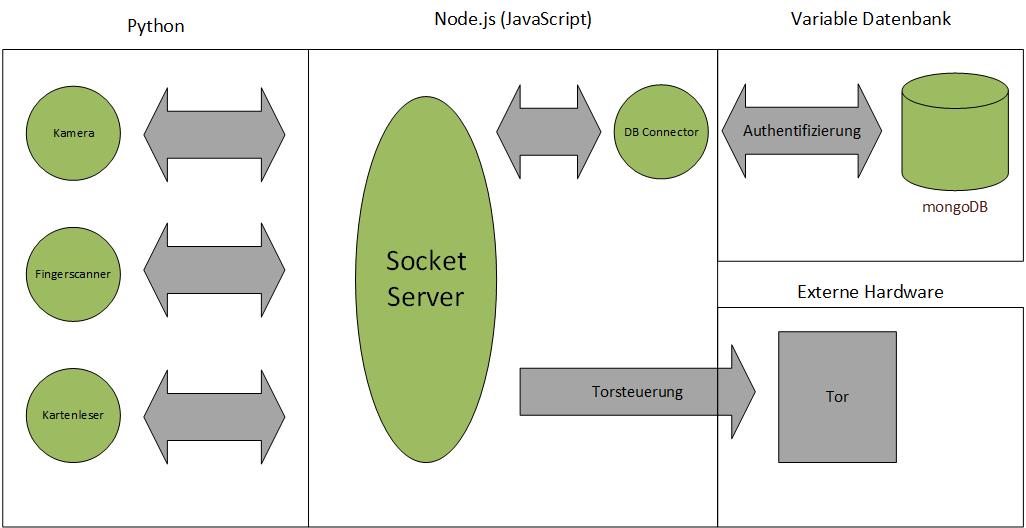 Python
Node.js (JavaScript)
Variable Datenbank
Kamera
DB Connector
Authentifizierung
mongoDB
Fingerscanner
Socket
Server
Externe Hardware
Kartenleser
Torsteuerung
Tor